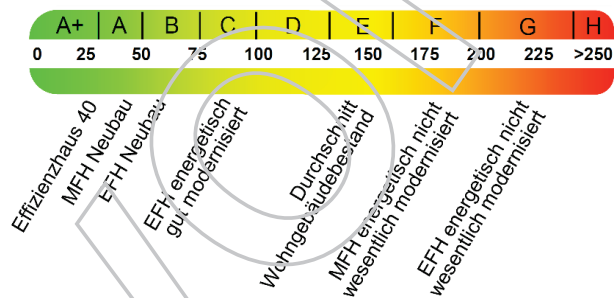 A+ A B C D E F G H
0 25 50 75 100 125 150 175 200 225 >250
Effizienzhaus 40
MFH Neubau
EFH Neubau
EFH energetisch
gut modernisiert
Durchschnitt
Wohngebäudebestand
MFH energetisch nicht
wesentlich modernisiert
EFH energetisch nicht
wesentlich modernisiert